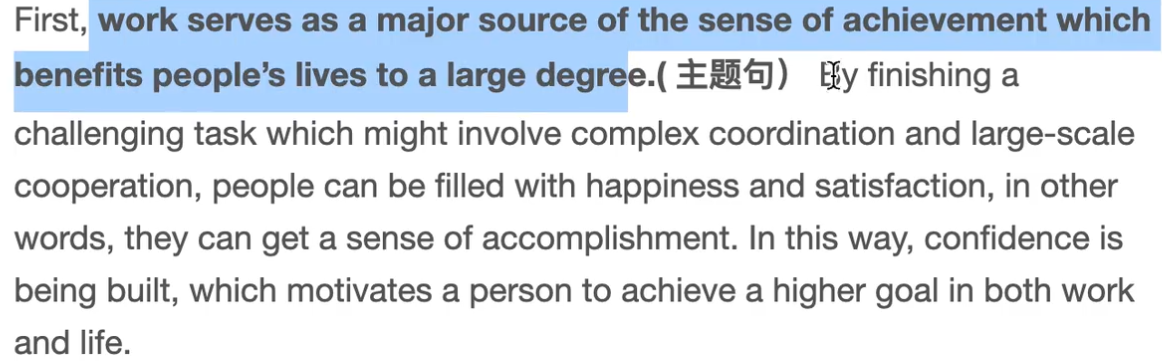 First, work serves as a major source of the sense of achievement which
benefits people’s lives to a large degree.( 主题句） By finishing a
challenging task which might involve complex coordination and large-scale
cooperation, people can be filled with happiness and satisfaction, in other
words, they can get a sense of accomplishment. In this way, confidence is
being built, which motivates a person to achieve a higher goal in both work
and life.